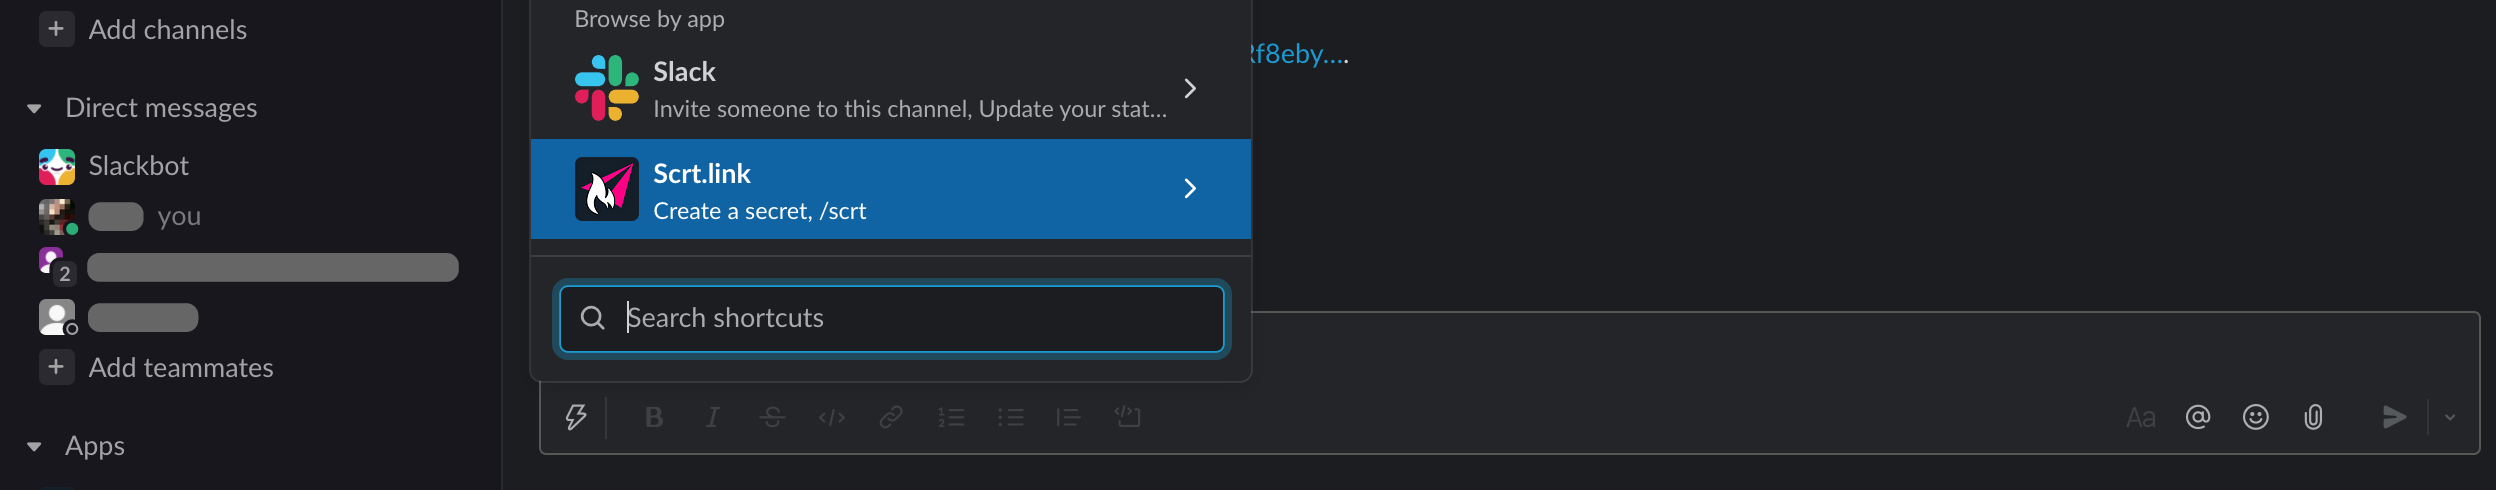 Add channels
Direct messages
Slackbot
you
2
Add teammates
Apps
Browse by app
Slack
Invite someone to this channel, Update your stat...
Scrt.link
Create a secret, /scrt
Search shortcuts
f8eby....
B I S </>
Aa @